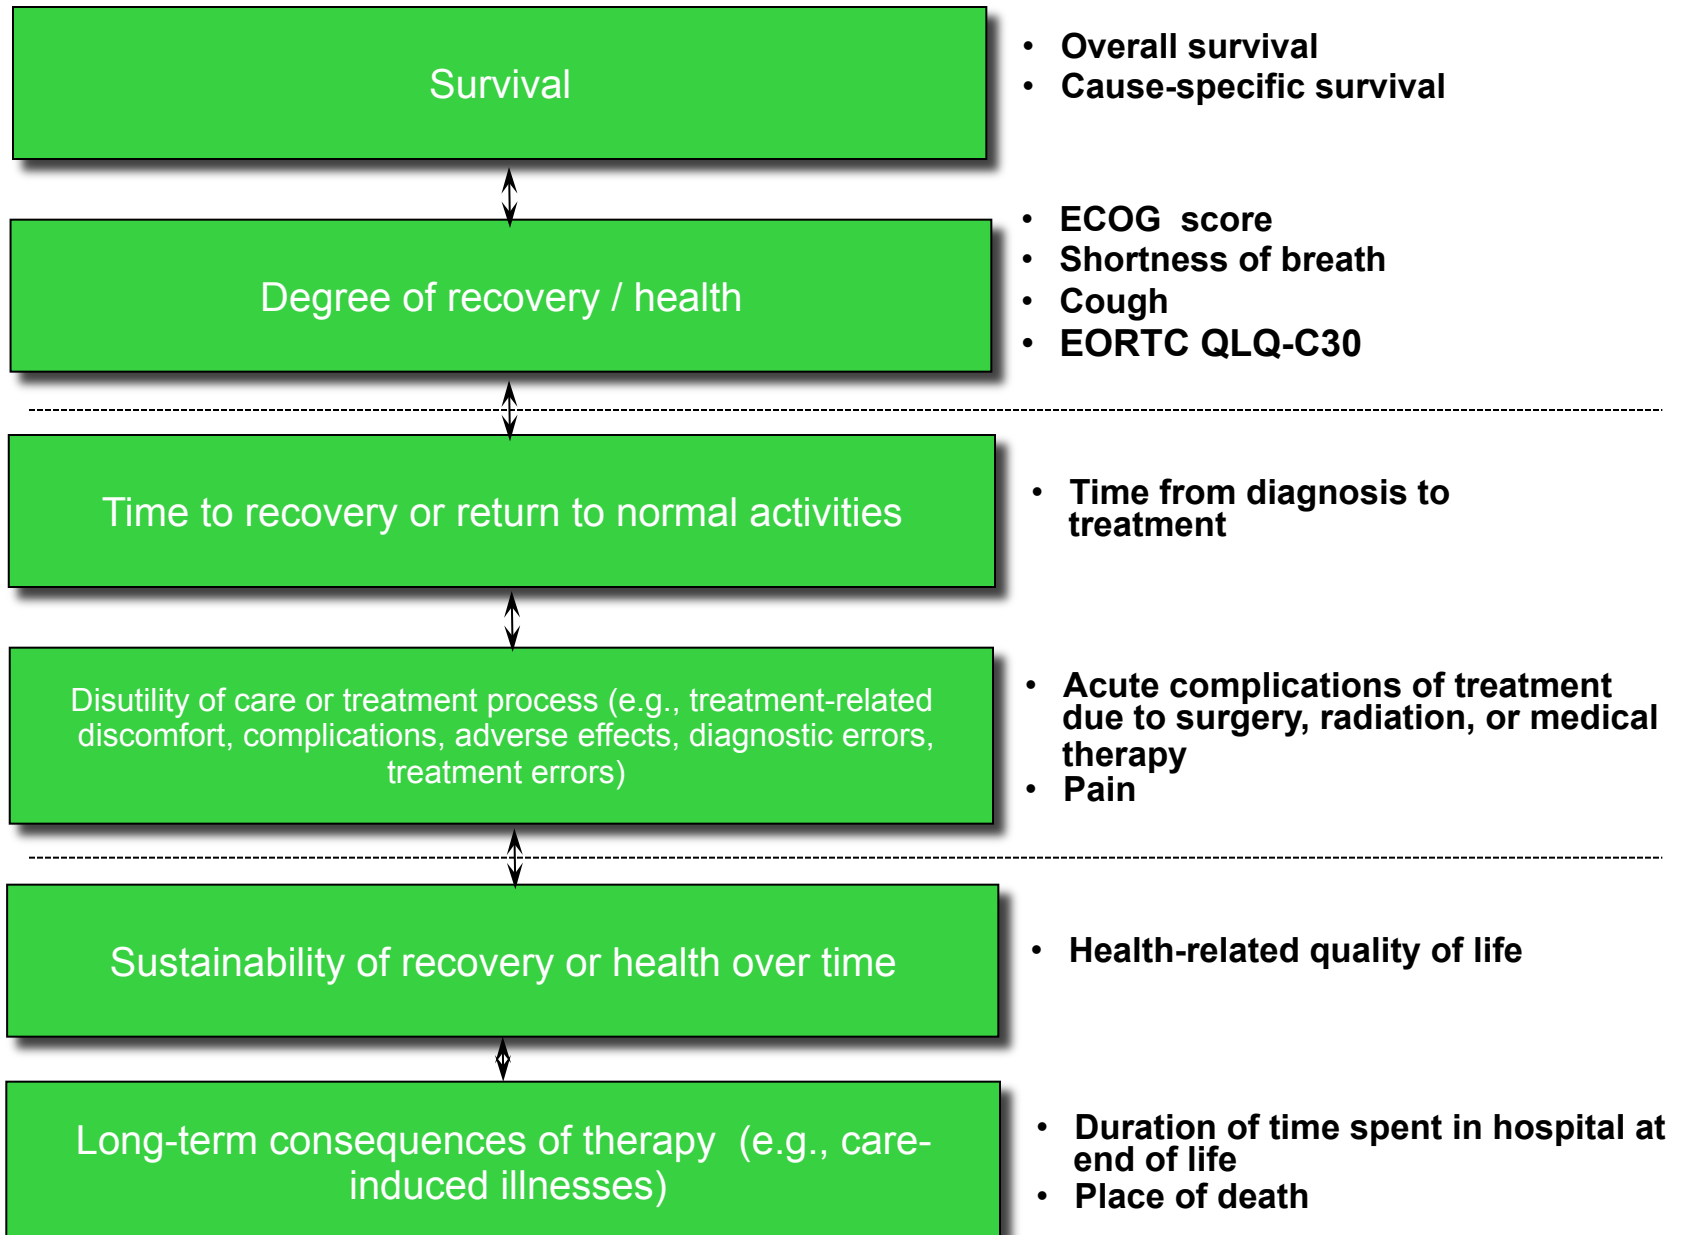 Survival
• Overall survival
• Cause-specific survival
Degree of recovery / health
• ECOG score
• Shortness of breath
• Cough
• EORTC QLQ-C30
Time to recovery or return to normal activities
• Time from diagnosis to
treatment
Disutility of care or treatment process (e.g., treatment-related
discomfort, complications, adverse effects, diagnostic errors,
treatment errors)
• Acute complications of treatment
due to surgery, radiation, or medical
therapy
• Pain
Sustainability of recovery or health over time
• Health-related quality of life
Long-term consequences of therapy (e.g., care-
induced illnesses)
• Duration of time spent in hospital at
end of life
• Place of death